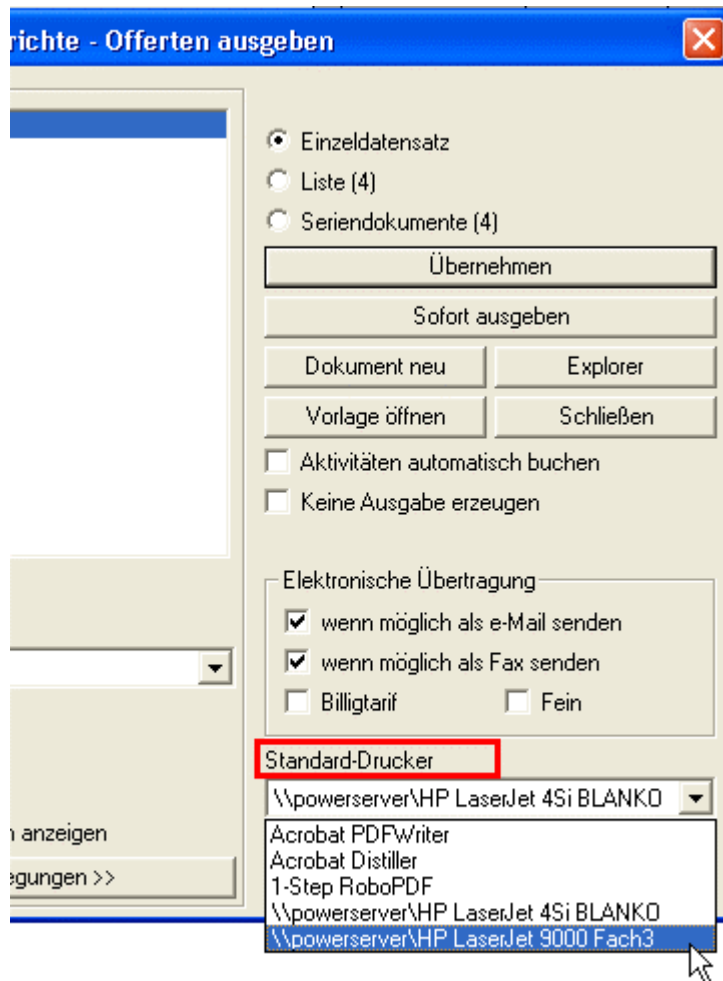 richte - Offerten ausgeben
Einzeldatensatz
Liste (4)
Seriendokumente (4)
Übernehmen
Sofort ausgeben
Dokument neu
Explorer
Vorlage öffnen
Schließen
Aktivitäten automatisch buchen
Keine Ausgabe erzeugen
Elektronische Übertragung
wenn möglich als e-Mail senden
wenn möglich als Fax senden
Billigtarif
Fein
Standard-Drucker
\\powerserver\HP LaserJet 4Si BLANKO
n anzeigen
egungen >>
Acrobat PDFWriter
Acrobat Distiller
1-Step RoboPDF
\\powerserver\HP LaserJet 4Si BLANKO
\\powerserver\HP LaserJet 9000 Fach3